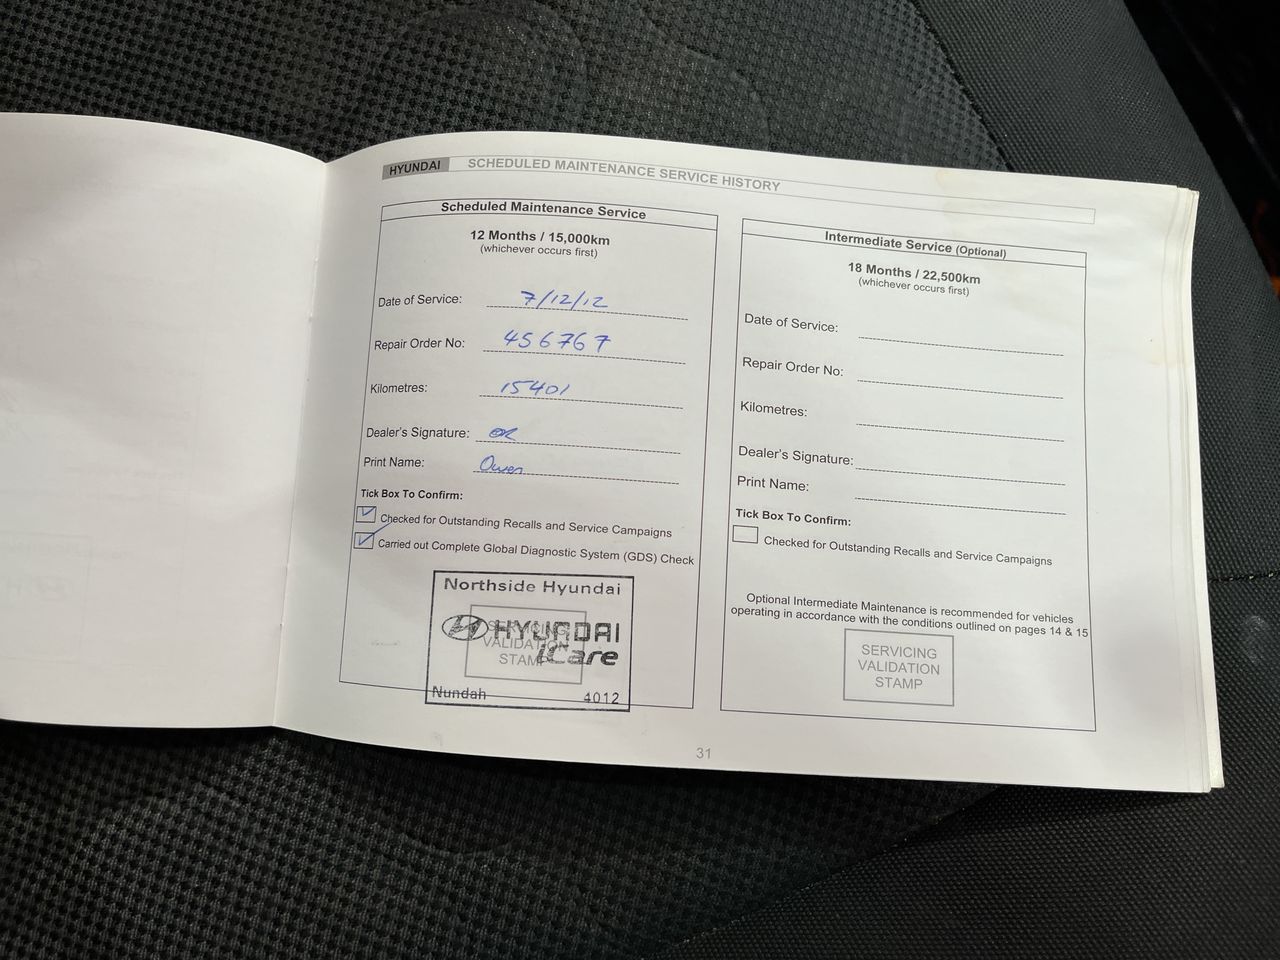 HYUNDAI SCHEDULED MAINTENANCE SERVICE HISTORY
Scheduled Maintenance Service
12 Months / 15,000km
(whichever occurs first)
Date of Service: 7/12/12
Repair Order No: 456767
Kilometres: 15401
Dealer's Signature:
Print Name: Owen
Tick Box To Confirm:
Checked for Outstanding Recalls and Service Campaigns
Carried out Complete Global Diagnostic System (GDS) Check
Northside Hyundai
HYUNDAI
iCare
SERVICING
VALIDATION
STAMP
Nundah 4012
Intermediate Service (Optional)
18 Months / 22,500km
(whichever occurs first)
Date of Service:
Repair Order No:
Kilometres:
Dealer's Signature:
Print Name:
Tick Box To Confirm:
Checked for Outstanding Recalls and Service Campaigns
Optional Intermediate Maintenance is recommended for vehicles
operating in accordance with the conditions outlined on pages 14 & 15
SERVICING
VALIDATION
STAMP
31